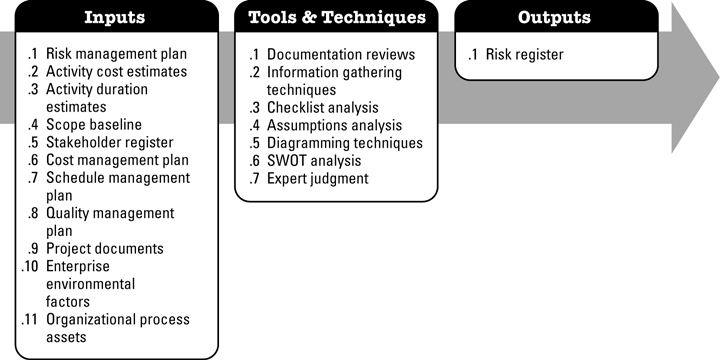 Inputs
.1 Risk management plan
.2 Activity cost estimates
.3 Activity duration
estimates
.4 Scope baseline
.5 Stakeholder register
.6 Cost management plan
.7 Schedule management
plan
.8 Quality management
plan
.9 Project documents
.10 Enterprise
environmental
factors
.11 Organizational process
assets
Tools & Techniques
.1 Documentation reviews
.2 Information gathering
techniques
.3 Checklist analysis
.4 Assumptions analysis
.5 Diagramming techniques
.6 SWOT analysis
.7 Expert judgment
Outputs
.1 Risk register